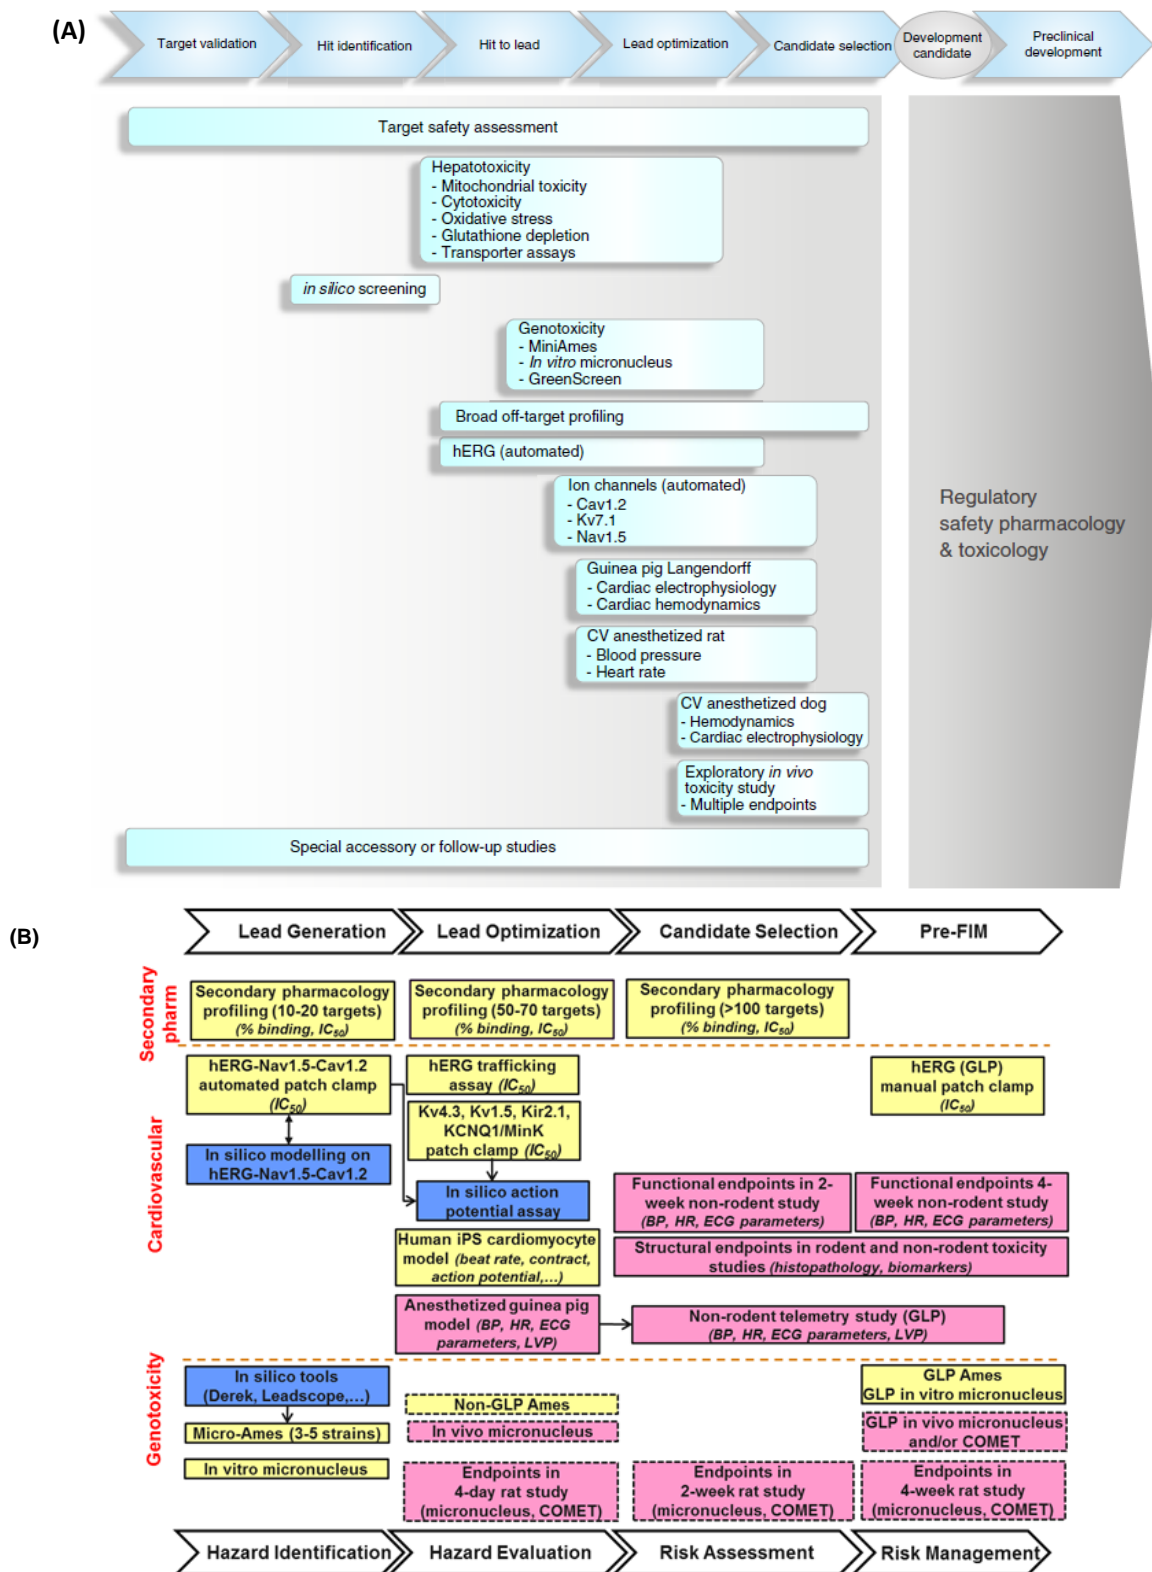 (A)
Target validation
Hit identification
Hit to lead
Lead optimization
Candidate selection
Development
candidate
Preclinical
development
Target safety assessment
Hepatotoxicity
- Mitochondrial toxicity
- Cytotoxicity
- Oxidative stress
- Glutathione depletion
- Transporter assays
in silico screening
Genotoxicity
- MiniAmes
- In vitro micronucleus
- GreenScreen
Broad off-target profiling
hERG (automated)
Ion channels (automated)
- Cav1.2
- Kv7.1
- Nav1.5
Guinea pig Langendorff
- Cardiac electrophysiology
- Cardiac hemodynamics
CV anesthetized rat
- Blood pressure
- Heart rate
CV anesthetized dog
- Hemodynamics
- Cardiac electrophysiology
Exploratory in vivo
toxicity study
- Multiple endpoints
Special accessory or follow-up studies
Regulatory
safety pharmacology
& toxicology
(B)
Lead Generation
Lead Optimization
Candidate Selection
Pre-FIM
Secondary
pharm
Secondary pharmacology
profiling (10-20 targets)
(% binding, IC50)
Secondary pharmacology
profiling (50-70 targets)
(% binding, IC50)
Secondary pharmacology
profiling (>100 targets)
(% binding, IC50)
Cardiovascular
hERG-Nav1.5-Cav1.2
automated patch clamp
(IC50)
In silico modelling on
hERG-Nav1.5-Cav1.2
hERG trafficking
assay (IC50)
Kv4.3, Kv1.5, Kir2.1,
KCNQ1/MinK
patch clamp (IC50)
In silico action
potential assay
Human iPS cardiomyocyte
model (beat rate, contract,
action potential,...)
Anesthetized guinea pig
model (BP, HR, ECG
parameters, LVP)
hERG (GLP)
manual patch clamp
(IC50)
Functional endpoints in 2-
week non-rodent study
(BP, HR, ECG parameters)
Functional endpoints 4-
week non-rodent study
(BP, HR, ECG parameters)
Structural endpoints in rodent and non-rodent toxicity
studies (histopathology, biomarkers)
Non-rodent telemetry study (GLP)
(BP, HR, ECG parameters, LVP)
Genotoxicity
In silico tools
(Derek, Leadscope,...)
Micro-Ames (3-5 strains)
In vitro micronucleus
Non-GLP Ames
In vivo micronucleus
Endpoints in
4-day rat study
(micronucleus, COMET)
Endpoints in
2-week rat study
(micronucleus, COMET)
GLP Ames
GLP in vitro micronucleus
GLP in vivo micronucleus
and/or COMET
Endpoints in
4-week rat study
(micronucleus, COMET)
Hazard Identification
Hazard Evaluation
Risk Assessment
Risk Management